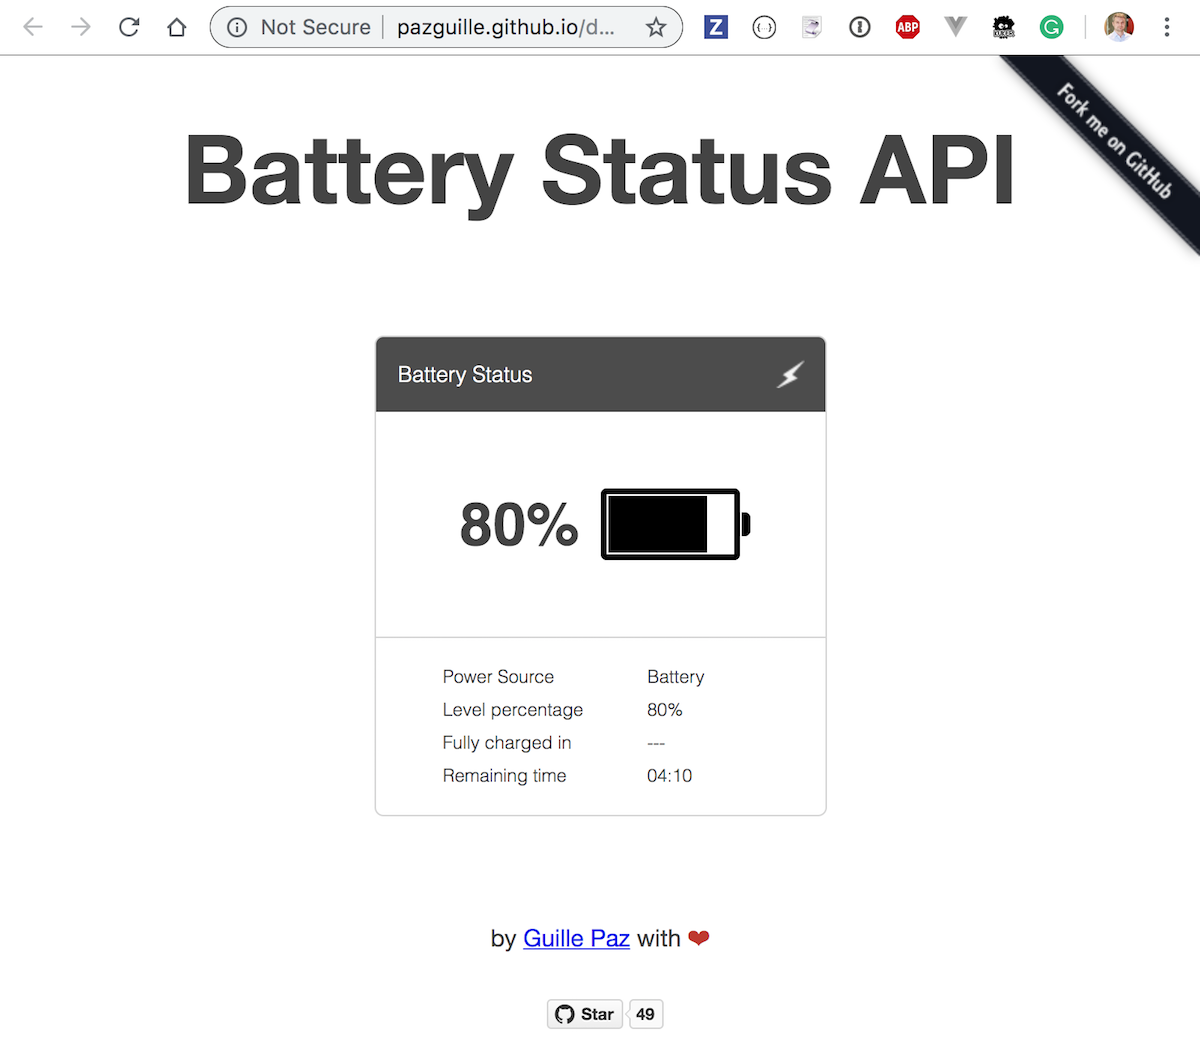 Not Secure | pazguille.github.io/d...
Z
{...}
ABP
G
Fork me on GitHub
Battery Status API
Battery Status
80%
Power Source Battery
Level percentage 80%
Fully charged in ---
Remaining time 04:10
by Guille Paz with ❤
Star 49